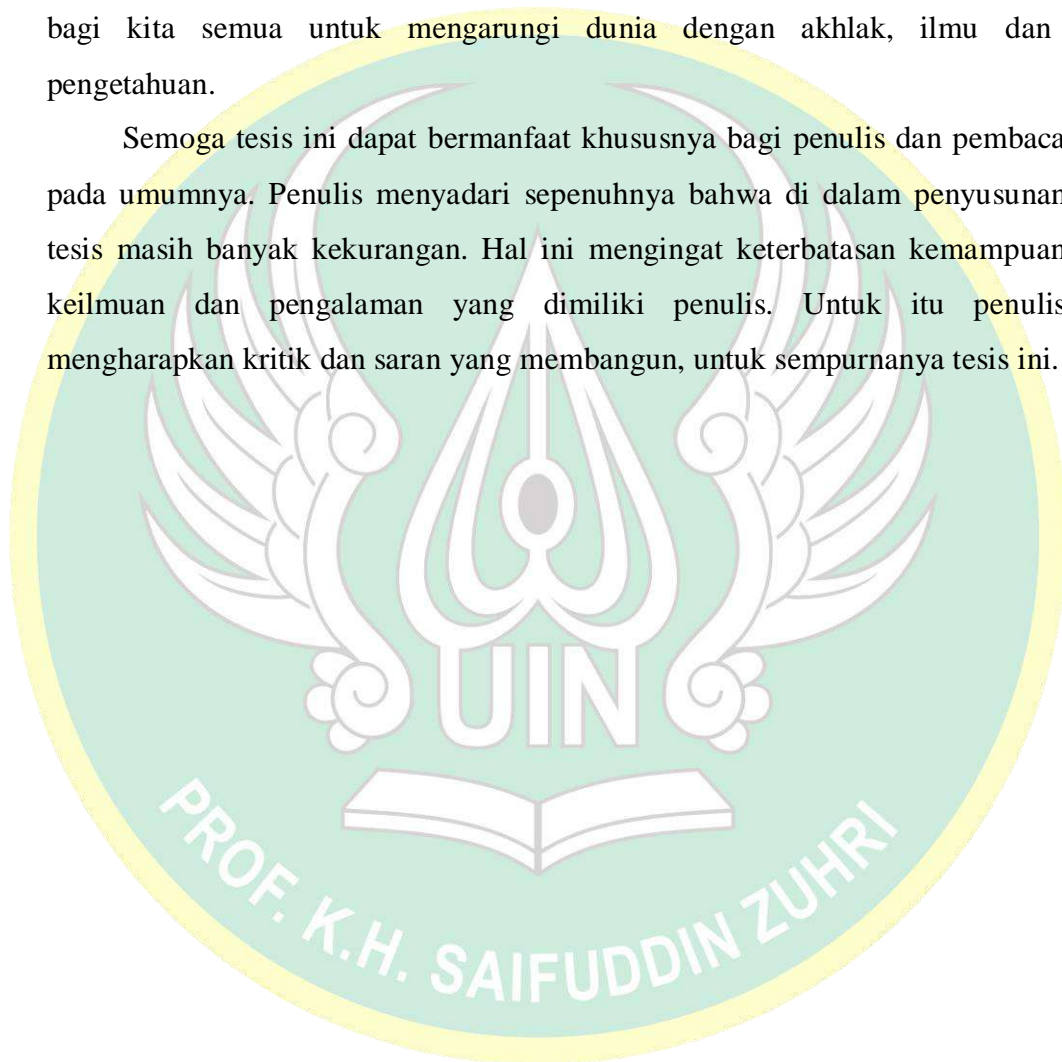 bagi kita semua untuk mengarungi dunia dengan akhlak, ilmu dan
pengetahuan.
Semoga tesis ini dapat bermanfaat khususnya bagi penulis dan pembaca
pada umumnya. Penulis menyadari sepenuhnya bahwa di dalam penyusunan
tesis masih banyak kekurangan. Hal ini mengingat keterbatasan kemampuan
keilmuan dan pengalaman yang dimiliki penulis. Untuk itu penulis
mengharapkan kritik dan saran yang membangun, untuk sempurnanya tesis ini.
UIN
PROF. K.H. SAIFUDDIN ZUHRI